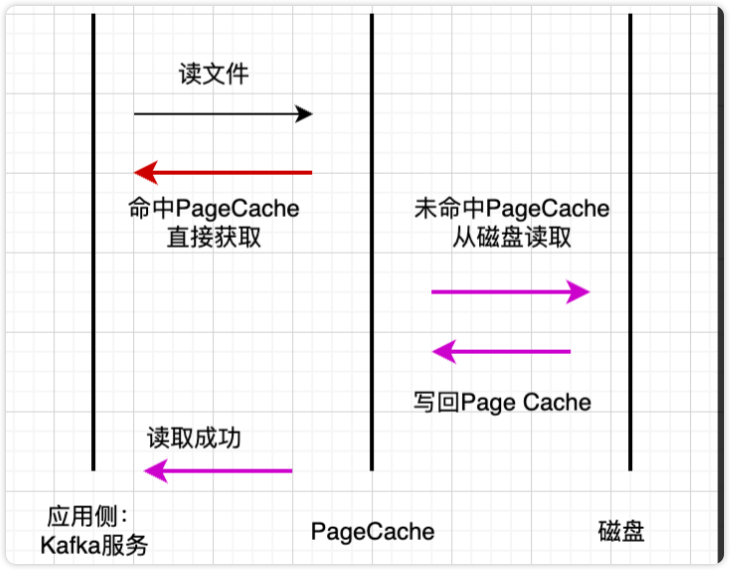 读文件
命中PageCache
直接获取
未命中PageCache
从磁盘读取
写回Page Cache
读取成功
应用侧：
Kafka服务
PageCache
磁盘